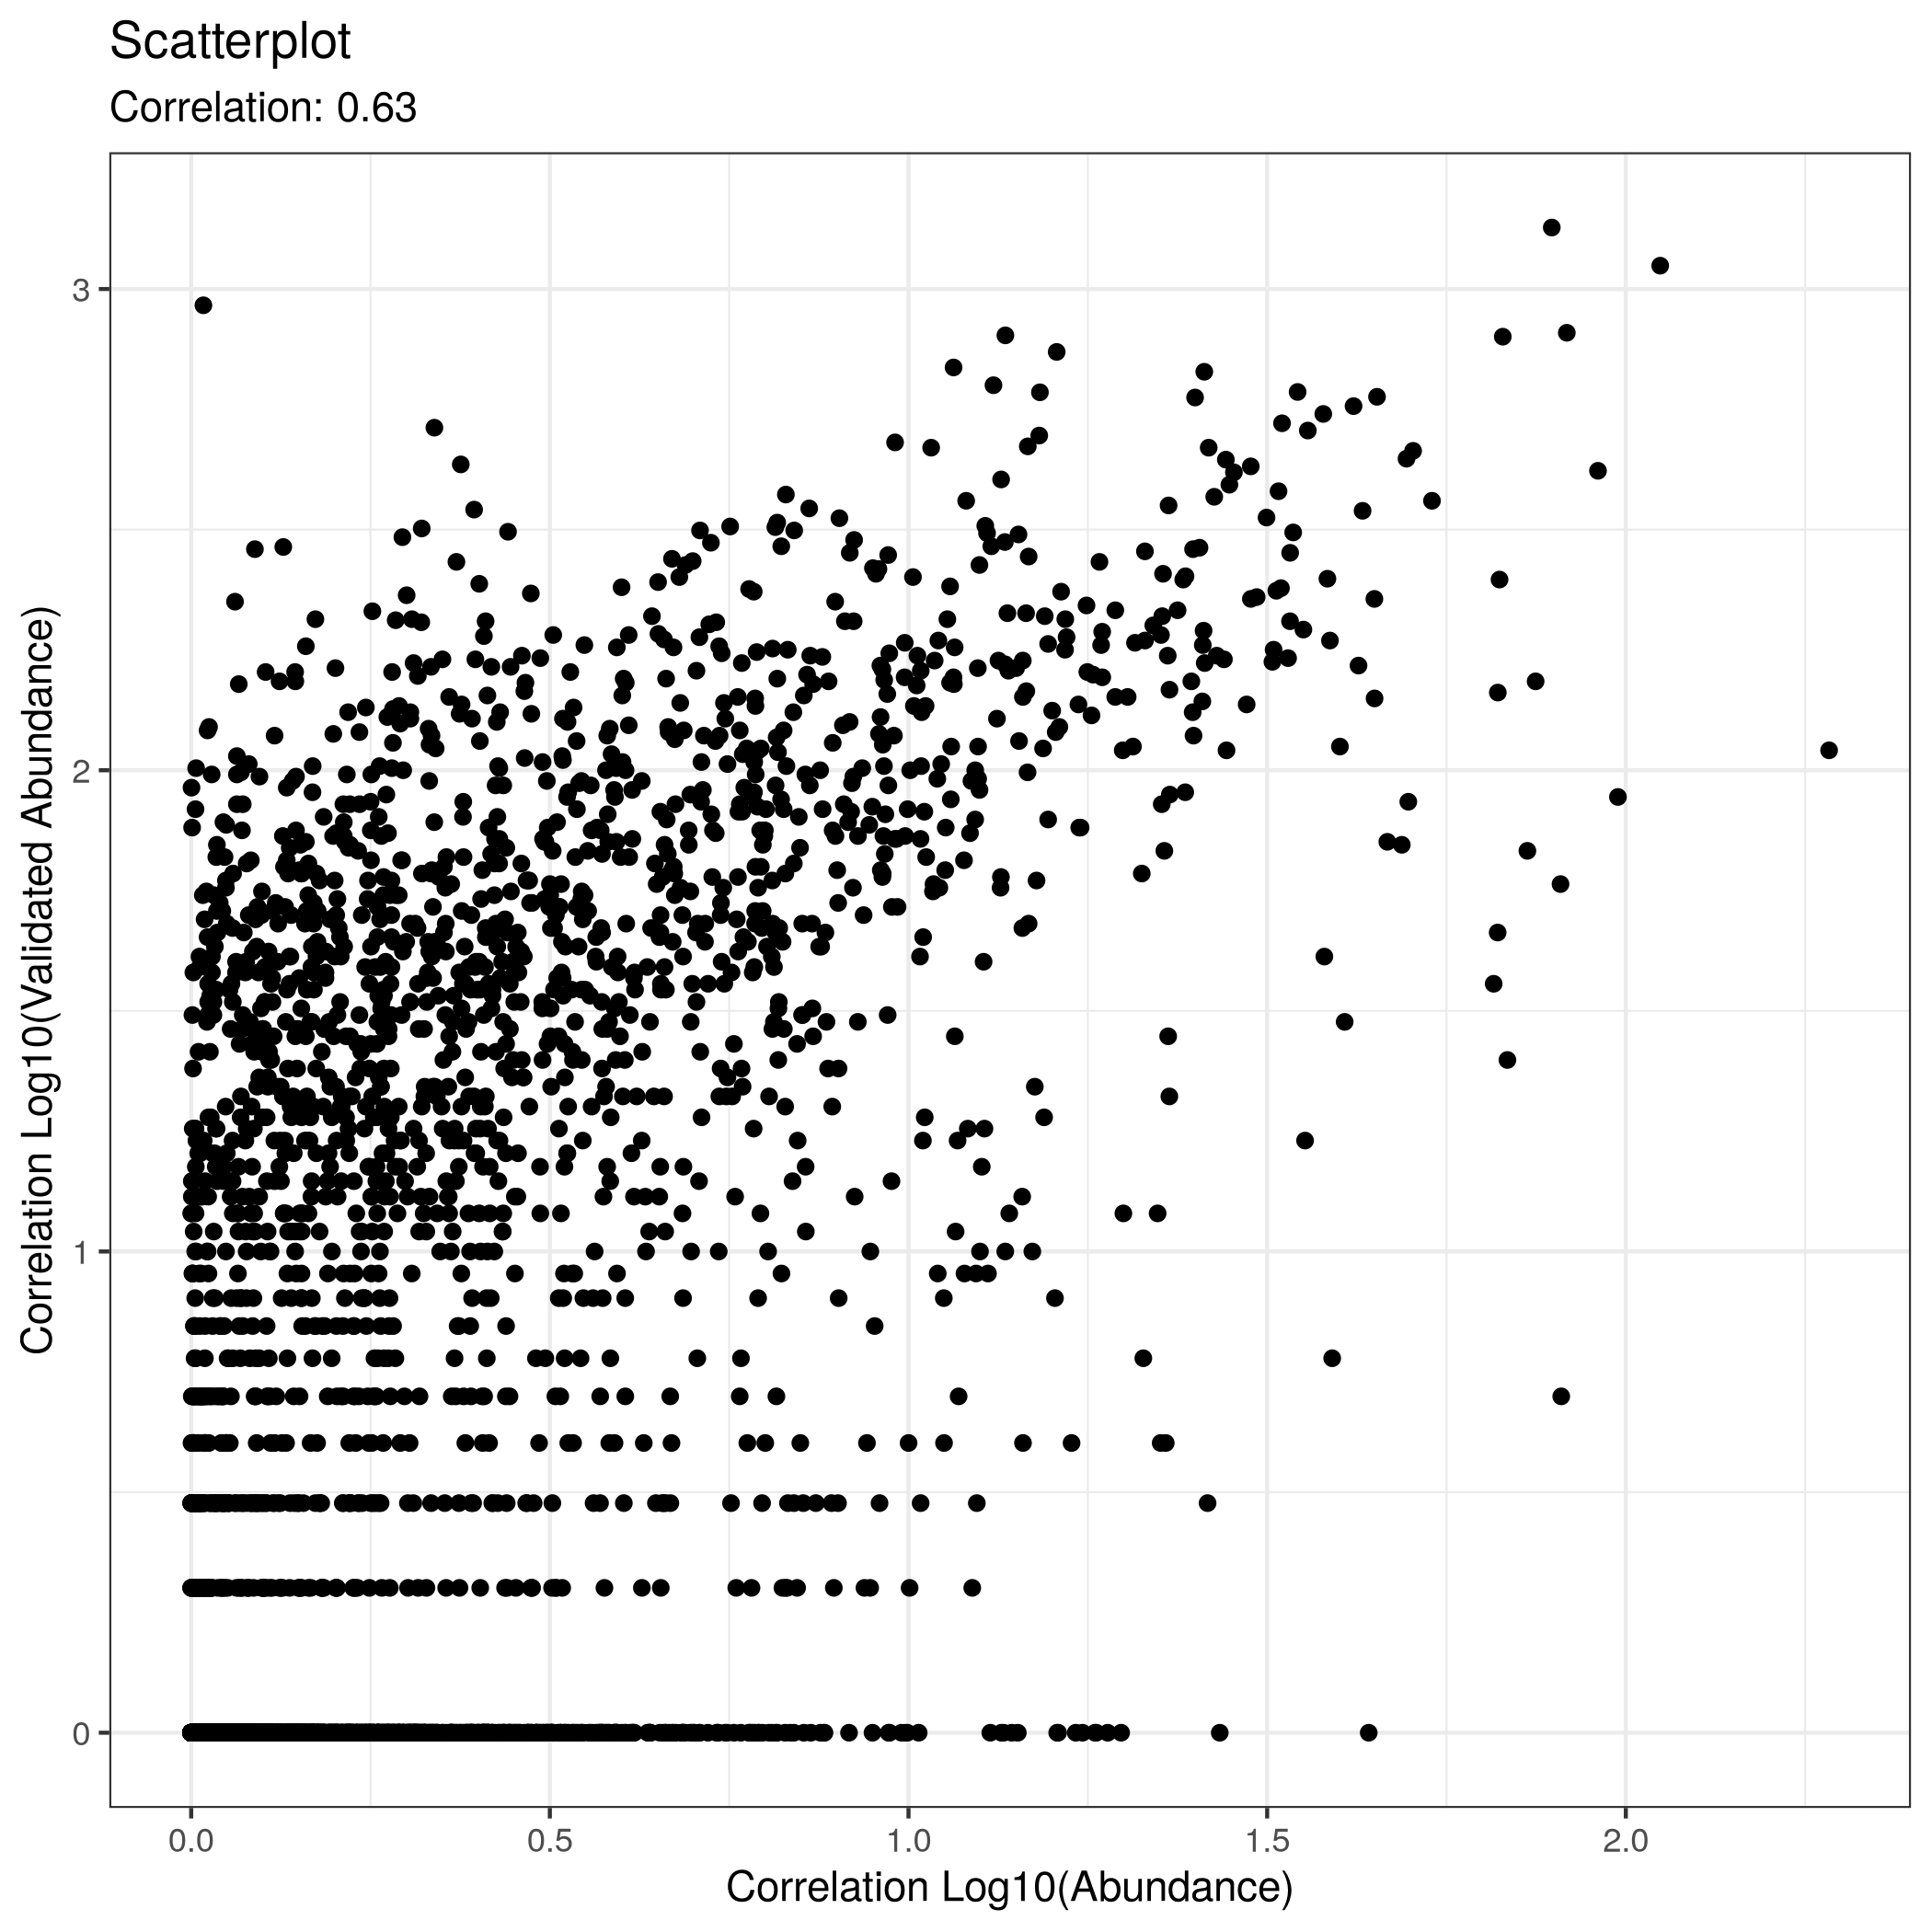 Scatterplot
Correlation: 0.63
Correlation Log10(Validated Abundance)
3
2
1
0
0.0 0.5 1.0 1.5 2.0
Correlation Log10(Abundance)